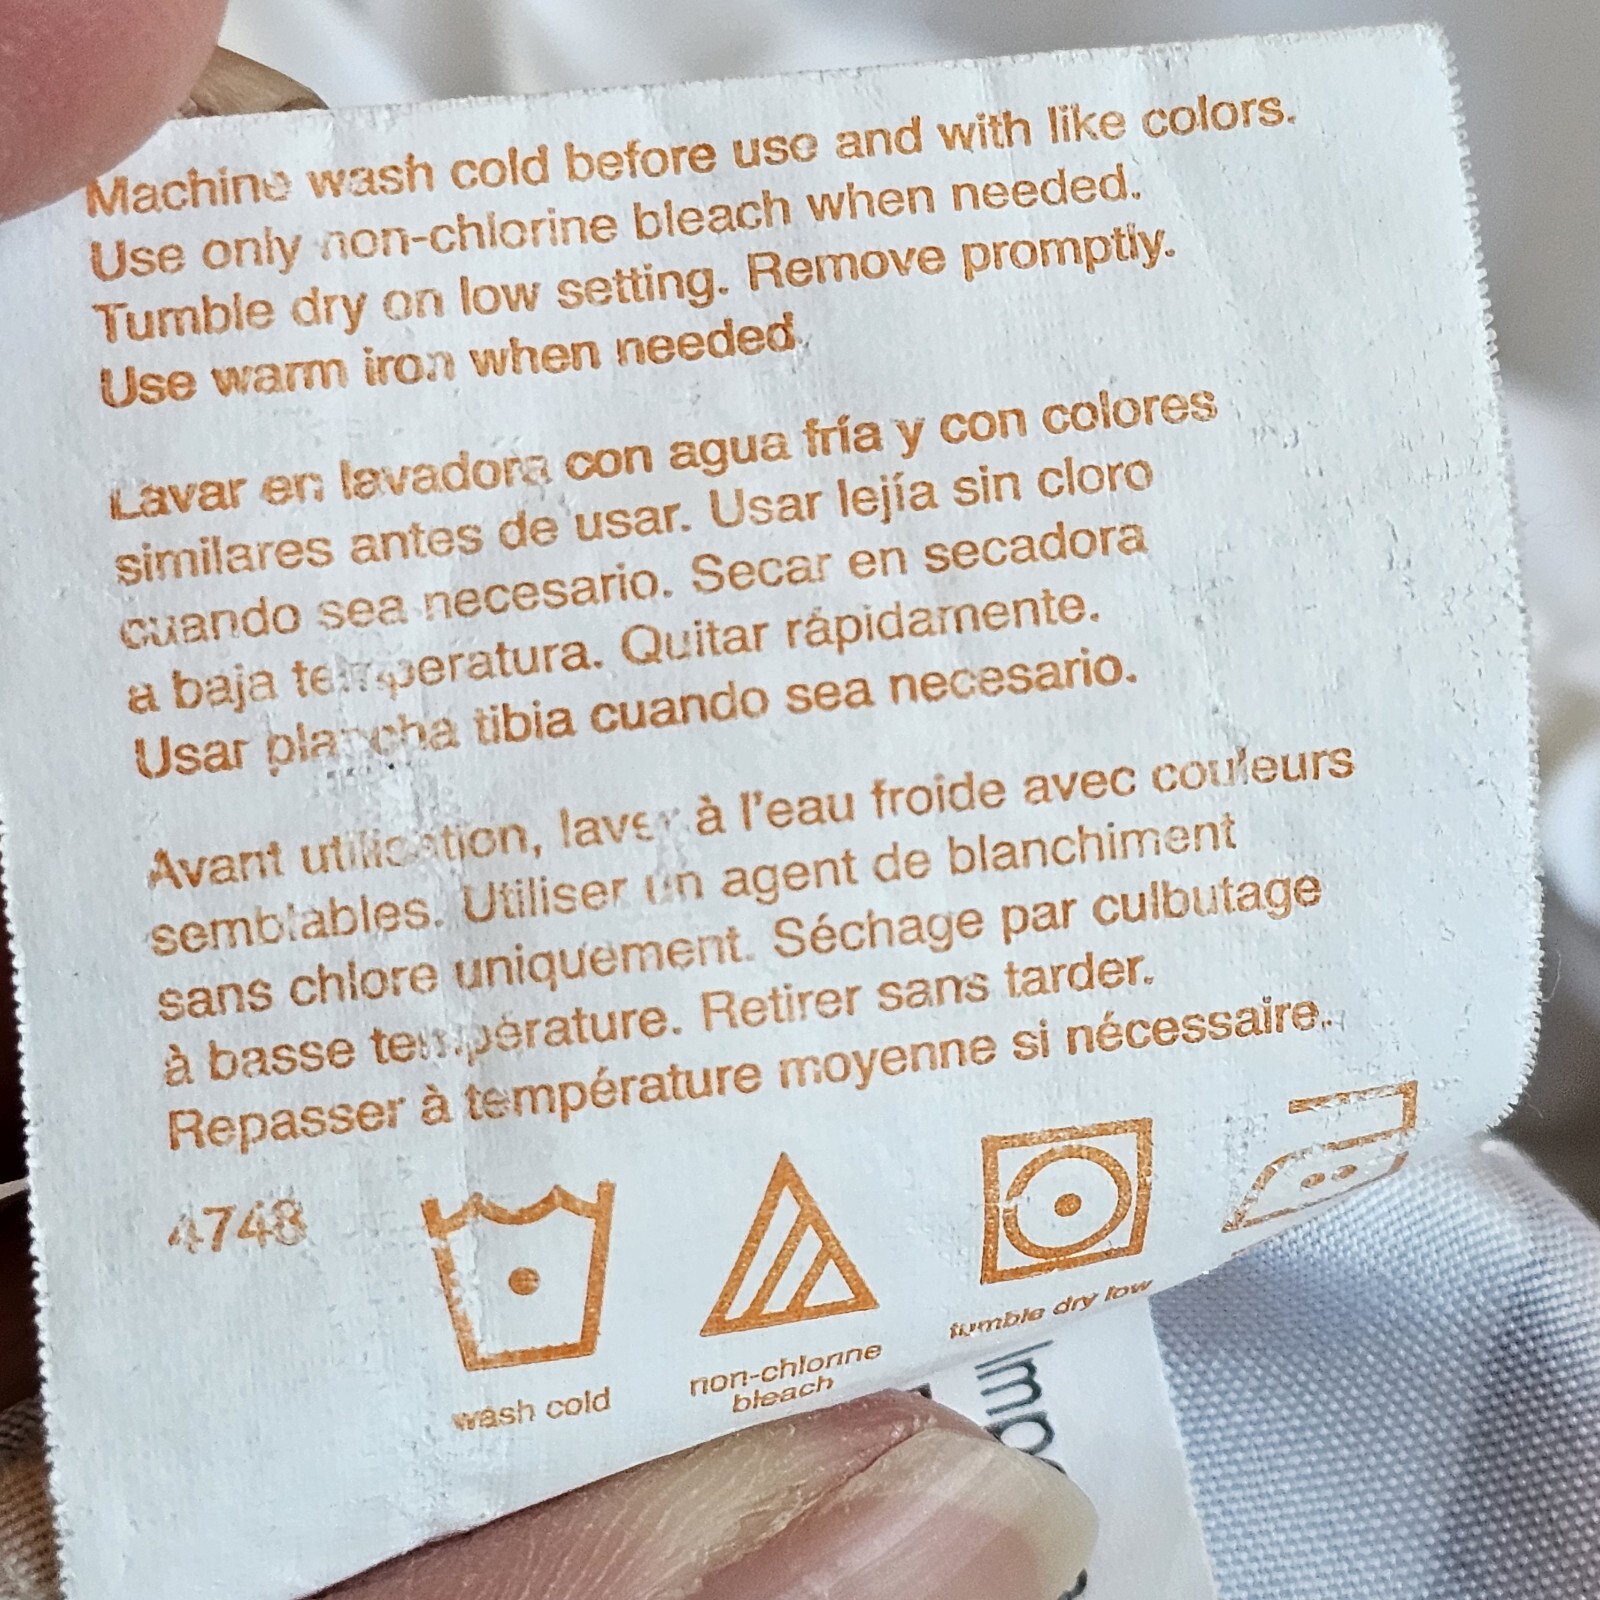 Machine wash cold before use and with like colors.
Use only non-chlorine bleach when needed.
Tumble dry on low setting. Remove promptly.
Use warm iron when needed.
Lavar en lavadora con agua fría y con colores
similares antes de usar. Usar lejía sin cloro
cuando sea necesario. Secar en secadora
a baja temperatura. Quitar rápidamente.
Usar plancha tibia cuando sea necesario.
Avant utilisation, laver à l'eau froide avec couleurs
semblables. Utiliser un agent de blanchiment
sans chlore uniquement. Séchage par culbutage
à basse température. Retirer sans tarder.
Repasser à température moyenne si nécessaire.
4748
wash cold
non-chlorine
bleach
tumble dry low